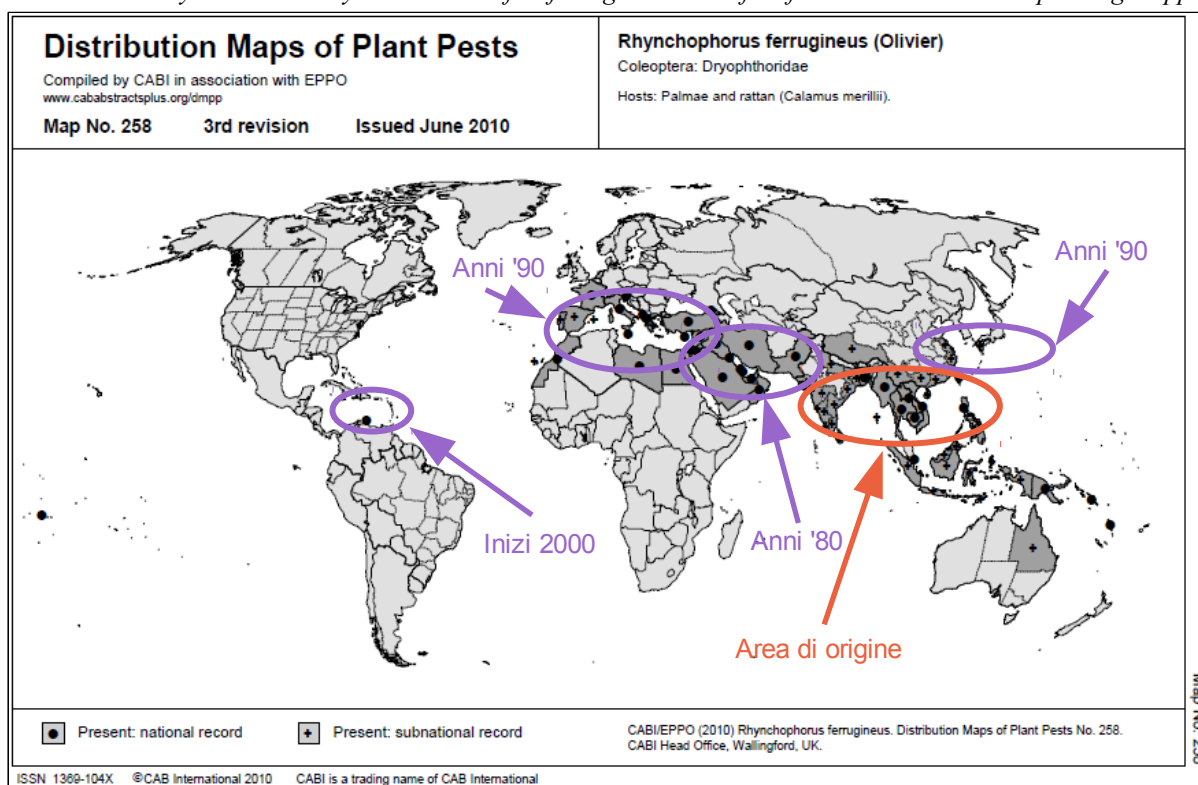 Distribution Maps of Plant Pests
Compiled by CABI in association with EPPO
www.cababstractsplus.org/dmpp
Map No. 258 3rd revision Issued June 2010
Rhynchophorus ferrugineus (Olivier)
Coleoptera: Dryophthoridae
Hosts: Palmae and rattan (Calamus merillii).
Anni '90
Anni '90
Inizi 2000
Anni '80
Area di origine
Present: national record
Present: subnational record
CABI/EPPO (2010) Rhynchophorus ferrugineus. Distribution Maps of Plant Pests No. 258.
CABI Head Office, Wallingford, UK.
Map No. 258
ISSN 1369-104X ©CAB International 2010 CABI is a trading name of CAB International